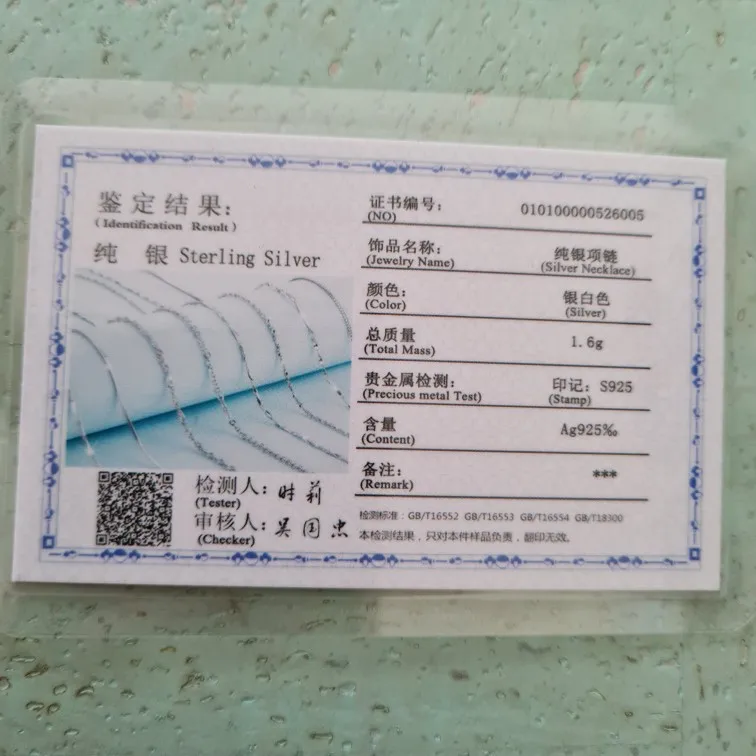 鉴定结果：
(Identification Result)
纯 银 Sterling Silver
检测人：时莉
(Tester)
审核人：吴国忠
(Checker)
证书编号：
(NO)
010100000526005
饰品名称：
(Jewelry Name)
纯银项链
(Silver Necklace)
颜色：
(Color)
银白色
(Silver)
总质量
(Total Mass)
1.6g
贵金属检测：
(Precious metal Test)
印记：S925
(Stamp)
含量
(Content)
Ag925‰
备注：
(Remark)
***
检测标准：GB/T16552 GB/T16553 GB/T16554 GB/T18300
本检测结果，只对本件样品负责，翻印无效。